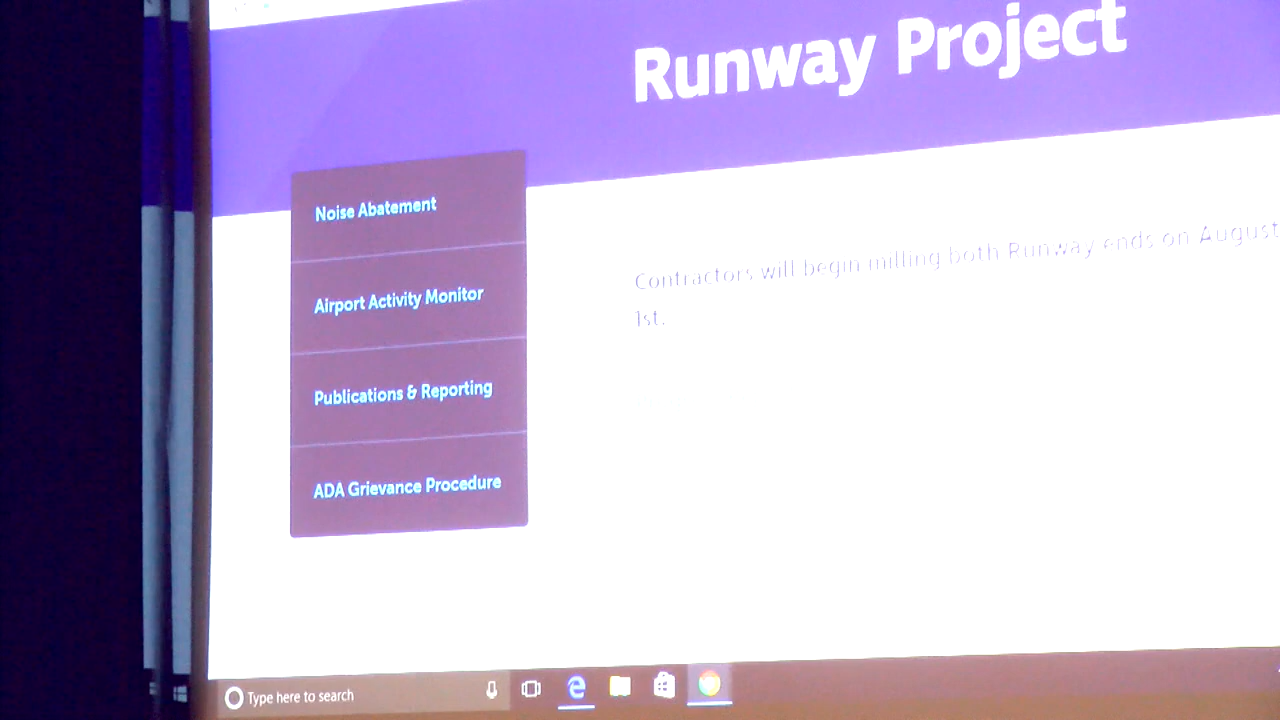 Runway Project
Noise Abatement
Airport Activity Monitor
Publications & Reporting
ADA Grievance Procedure
Contractors will begin milling both Runway ends on August
1st.
Type here to search